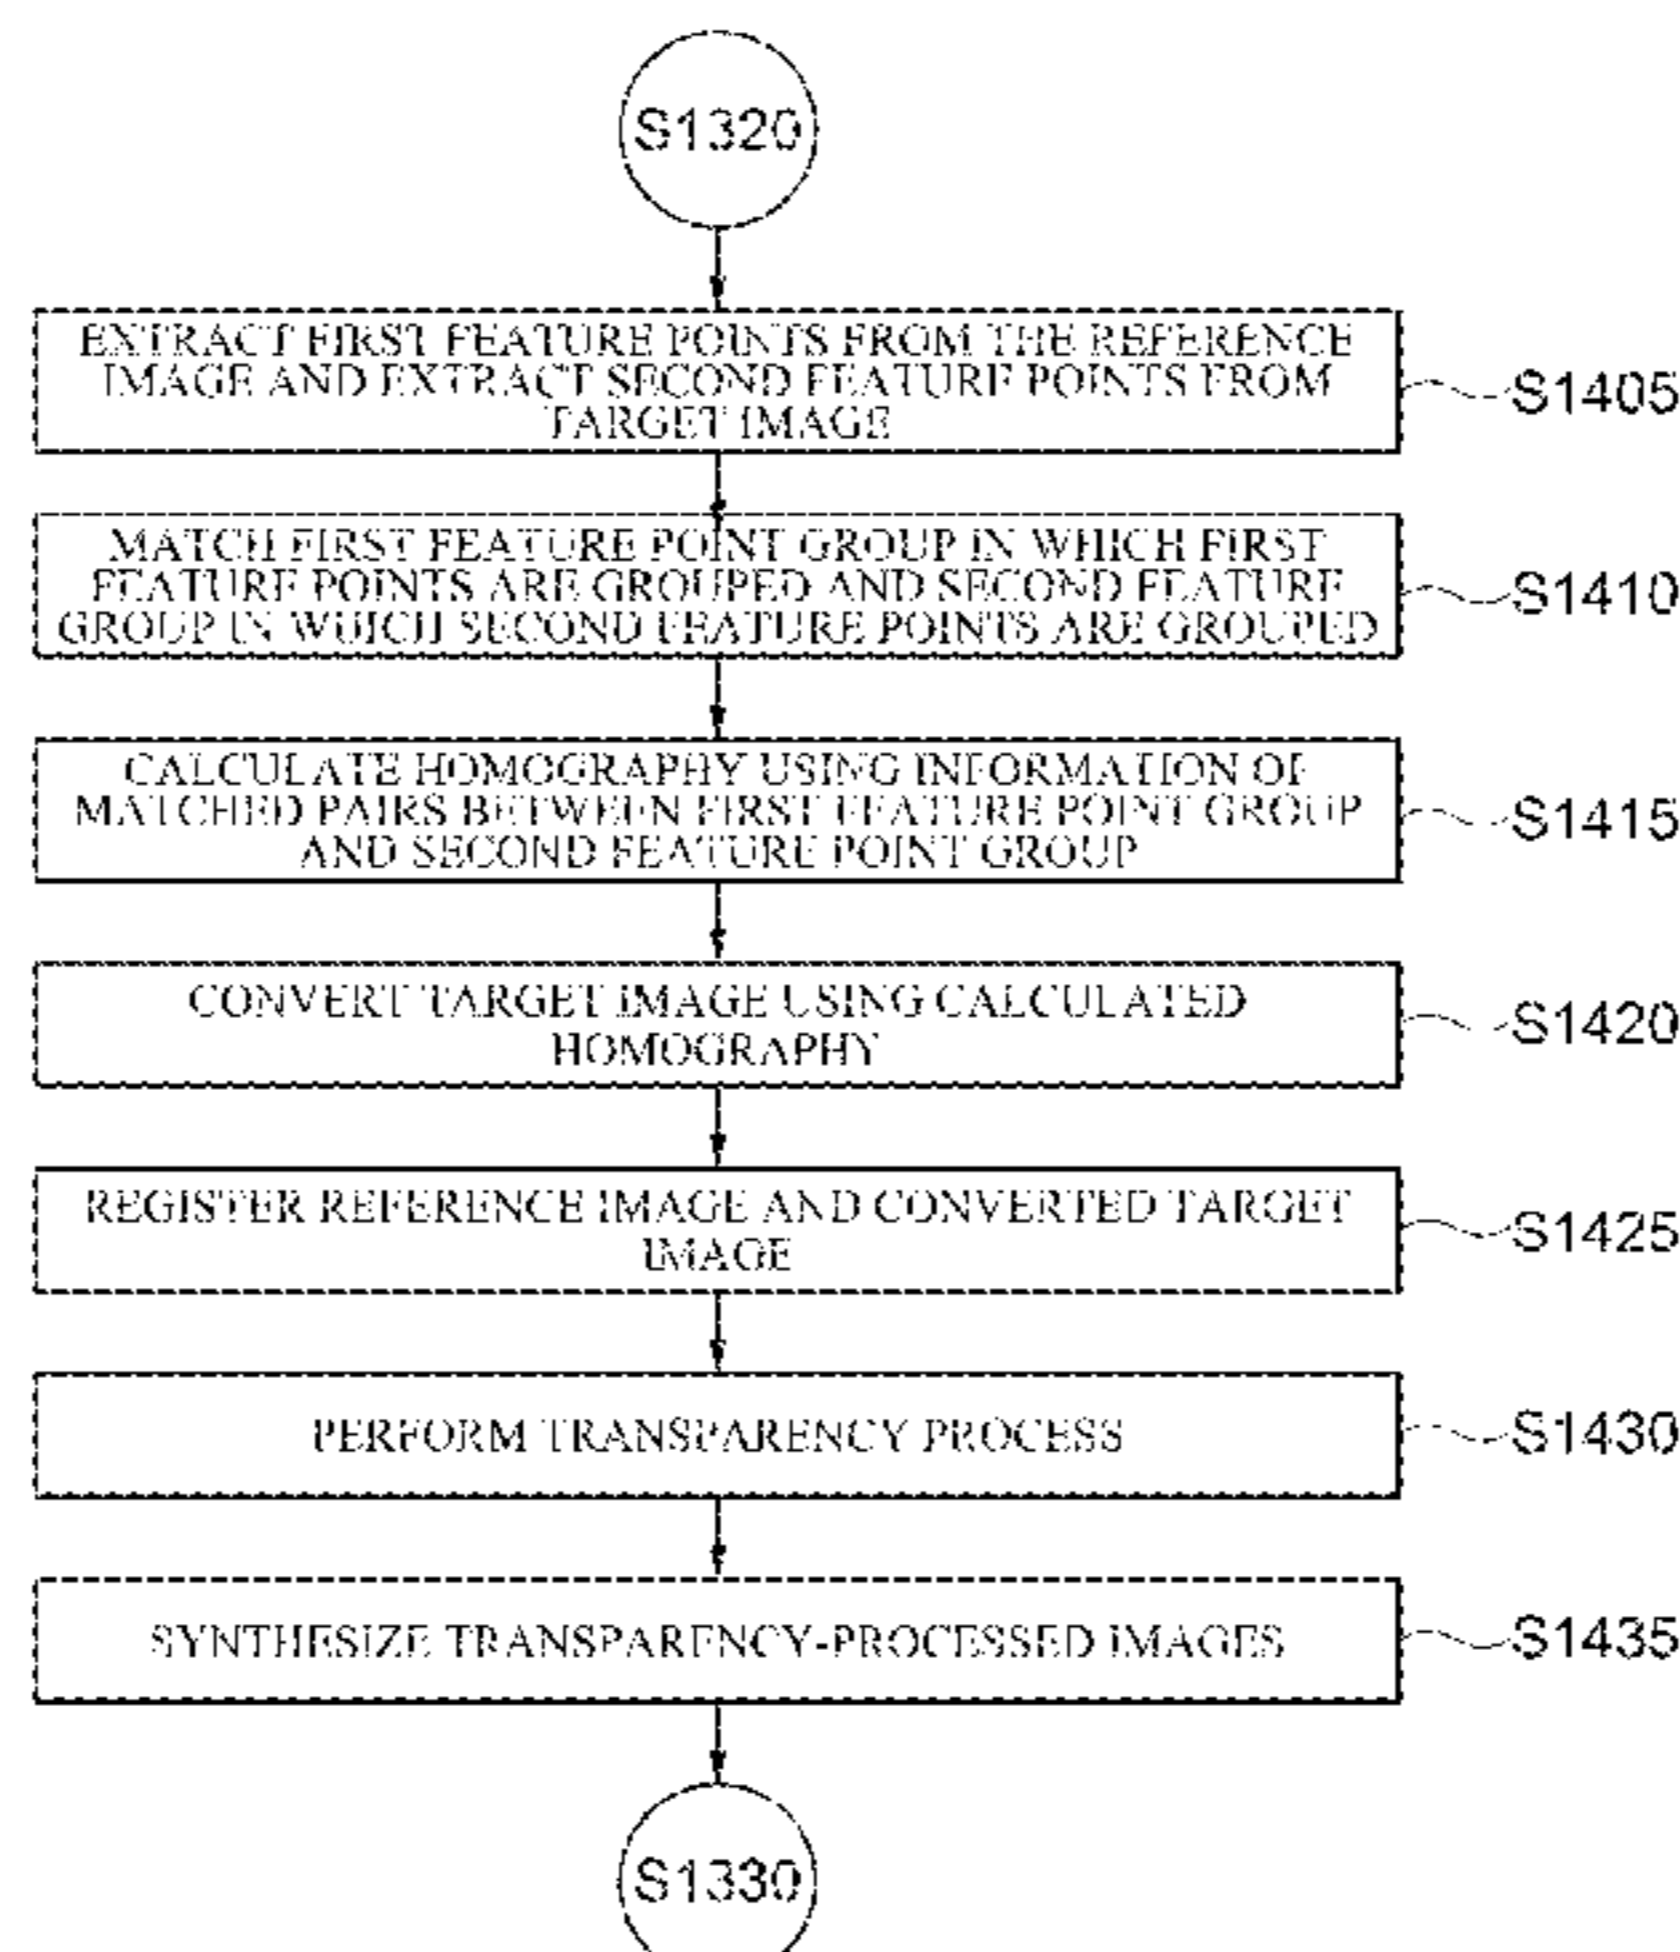 S1320
EXTRACT FIRST FEATURE POINTS FROM THE REFERENCE
IMAGE AND EXTRACT SECOND FEATURE POINTS FROM
TARGET IMAGE
S1405
MATCH FIRST FEATURE POINT GROUP IN WHICH FIRST
FEATURE POINTS ARE GROUPED AND SECOND FEATURE
GROUP IN WHICH SECOND FEATURE POINTS ARE GROUPED
S1410
CALCULATE HOMOGRAPHY USING INFORMATION OF
MATCHED PAIRS BETWEEN FIRST FEATURE POINT GROUP
AND SECOND FEATURE POINT GROUP
S1415
CONVERT TARGET IMAGE USING CALCULATED
HOMOGRAPHY
S1420
REGISTER REFERENCE IMAGE AND CONVERTED TARGET
IMAGE
S1425
PERFORM TRANSPARENCY PROCESS
S1430
SYNTHESIZE TRANSPARENCY-PROCESSED IMAGES
S1435
S1330